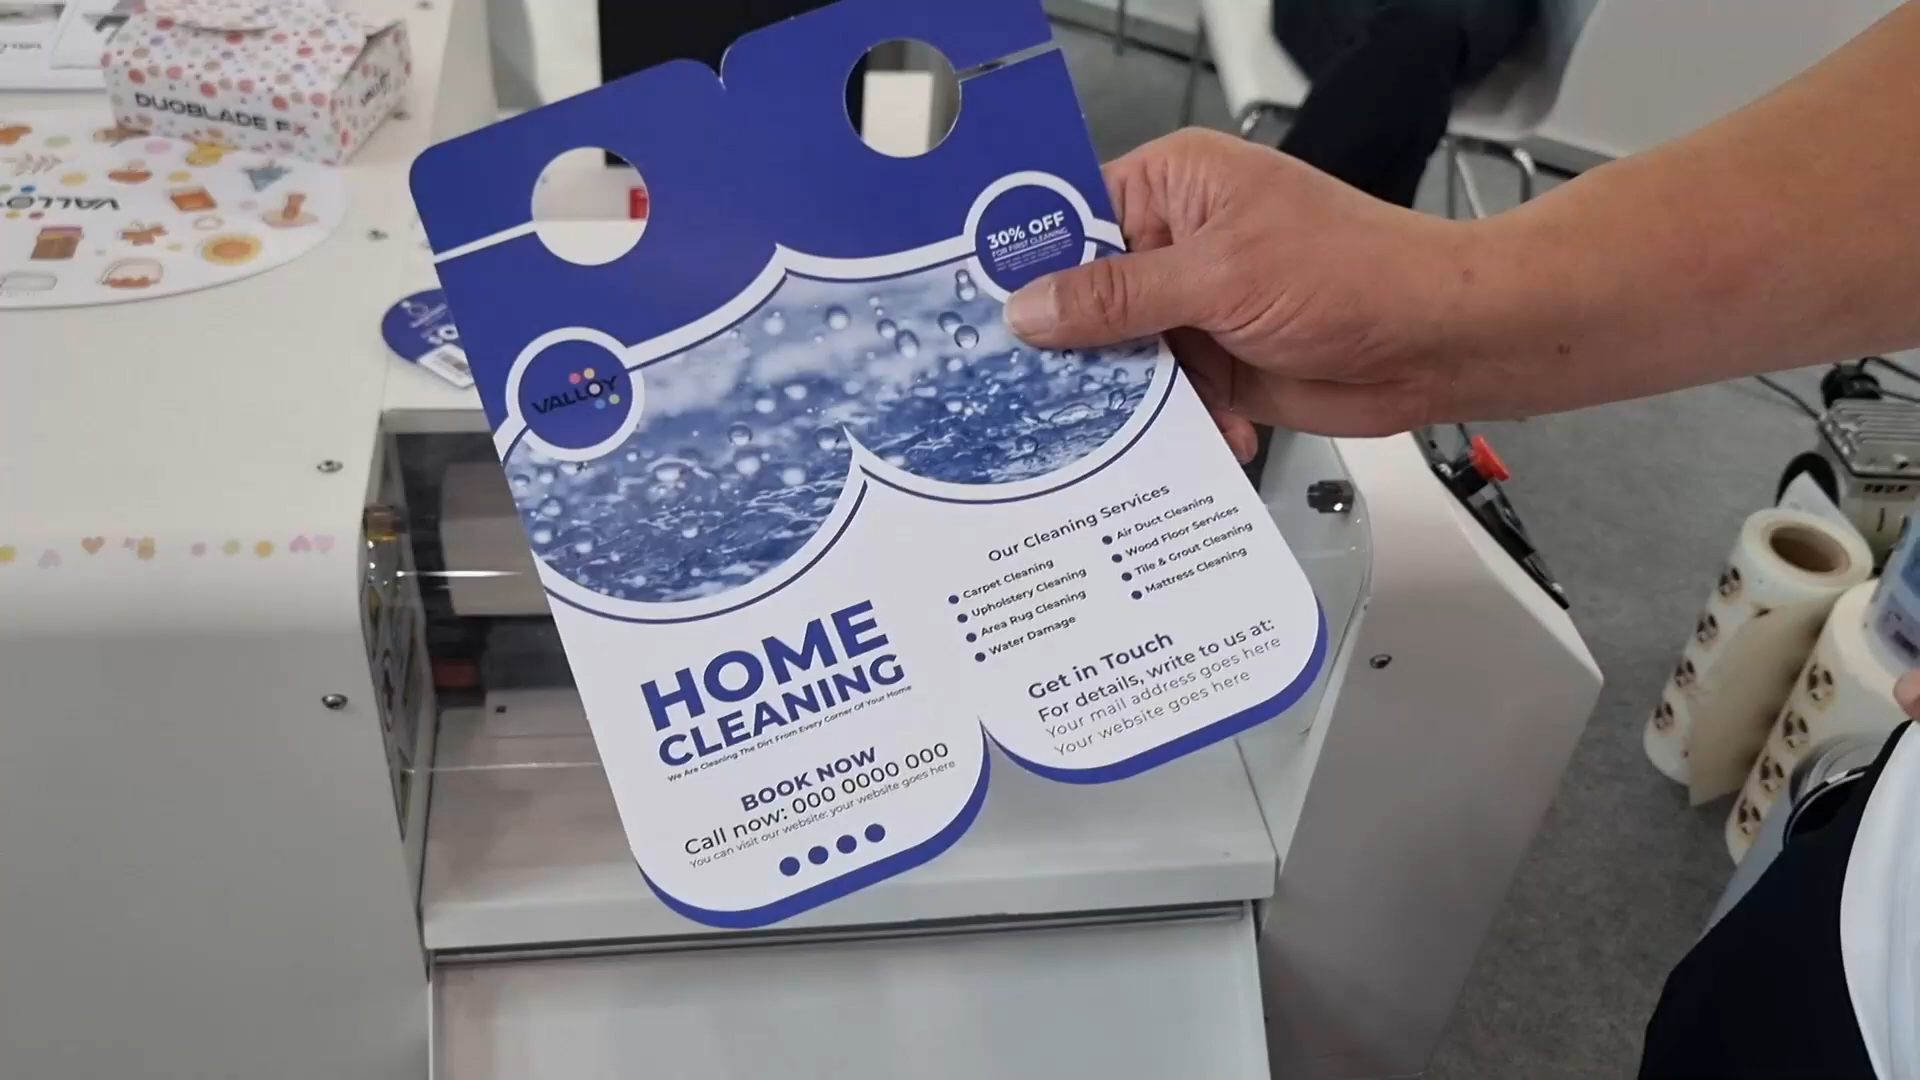 DUOBLADE FX
VALLOY
VALLOY
30% OFF
FOR FIRST CLEANING
VALLOY
Our Cleaning Services
Carpet Cleaning
Upholstery Cleaning
Area Rug Cleaning
Water Damage
Air Duct Cleaning
Wood Floor Services
Tile & Grout Cleaning
Mattress Cleaning
HOME
CLEANING
We Are Cleaning The Dirt From Every Corner Of Your Home
BOOK NOW
Call now: 000 0000 000
You can visit our website: your website goes here
Get in Touch
For details, write to us at:
Your mail address goes here
Your website goes here